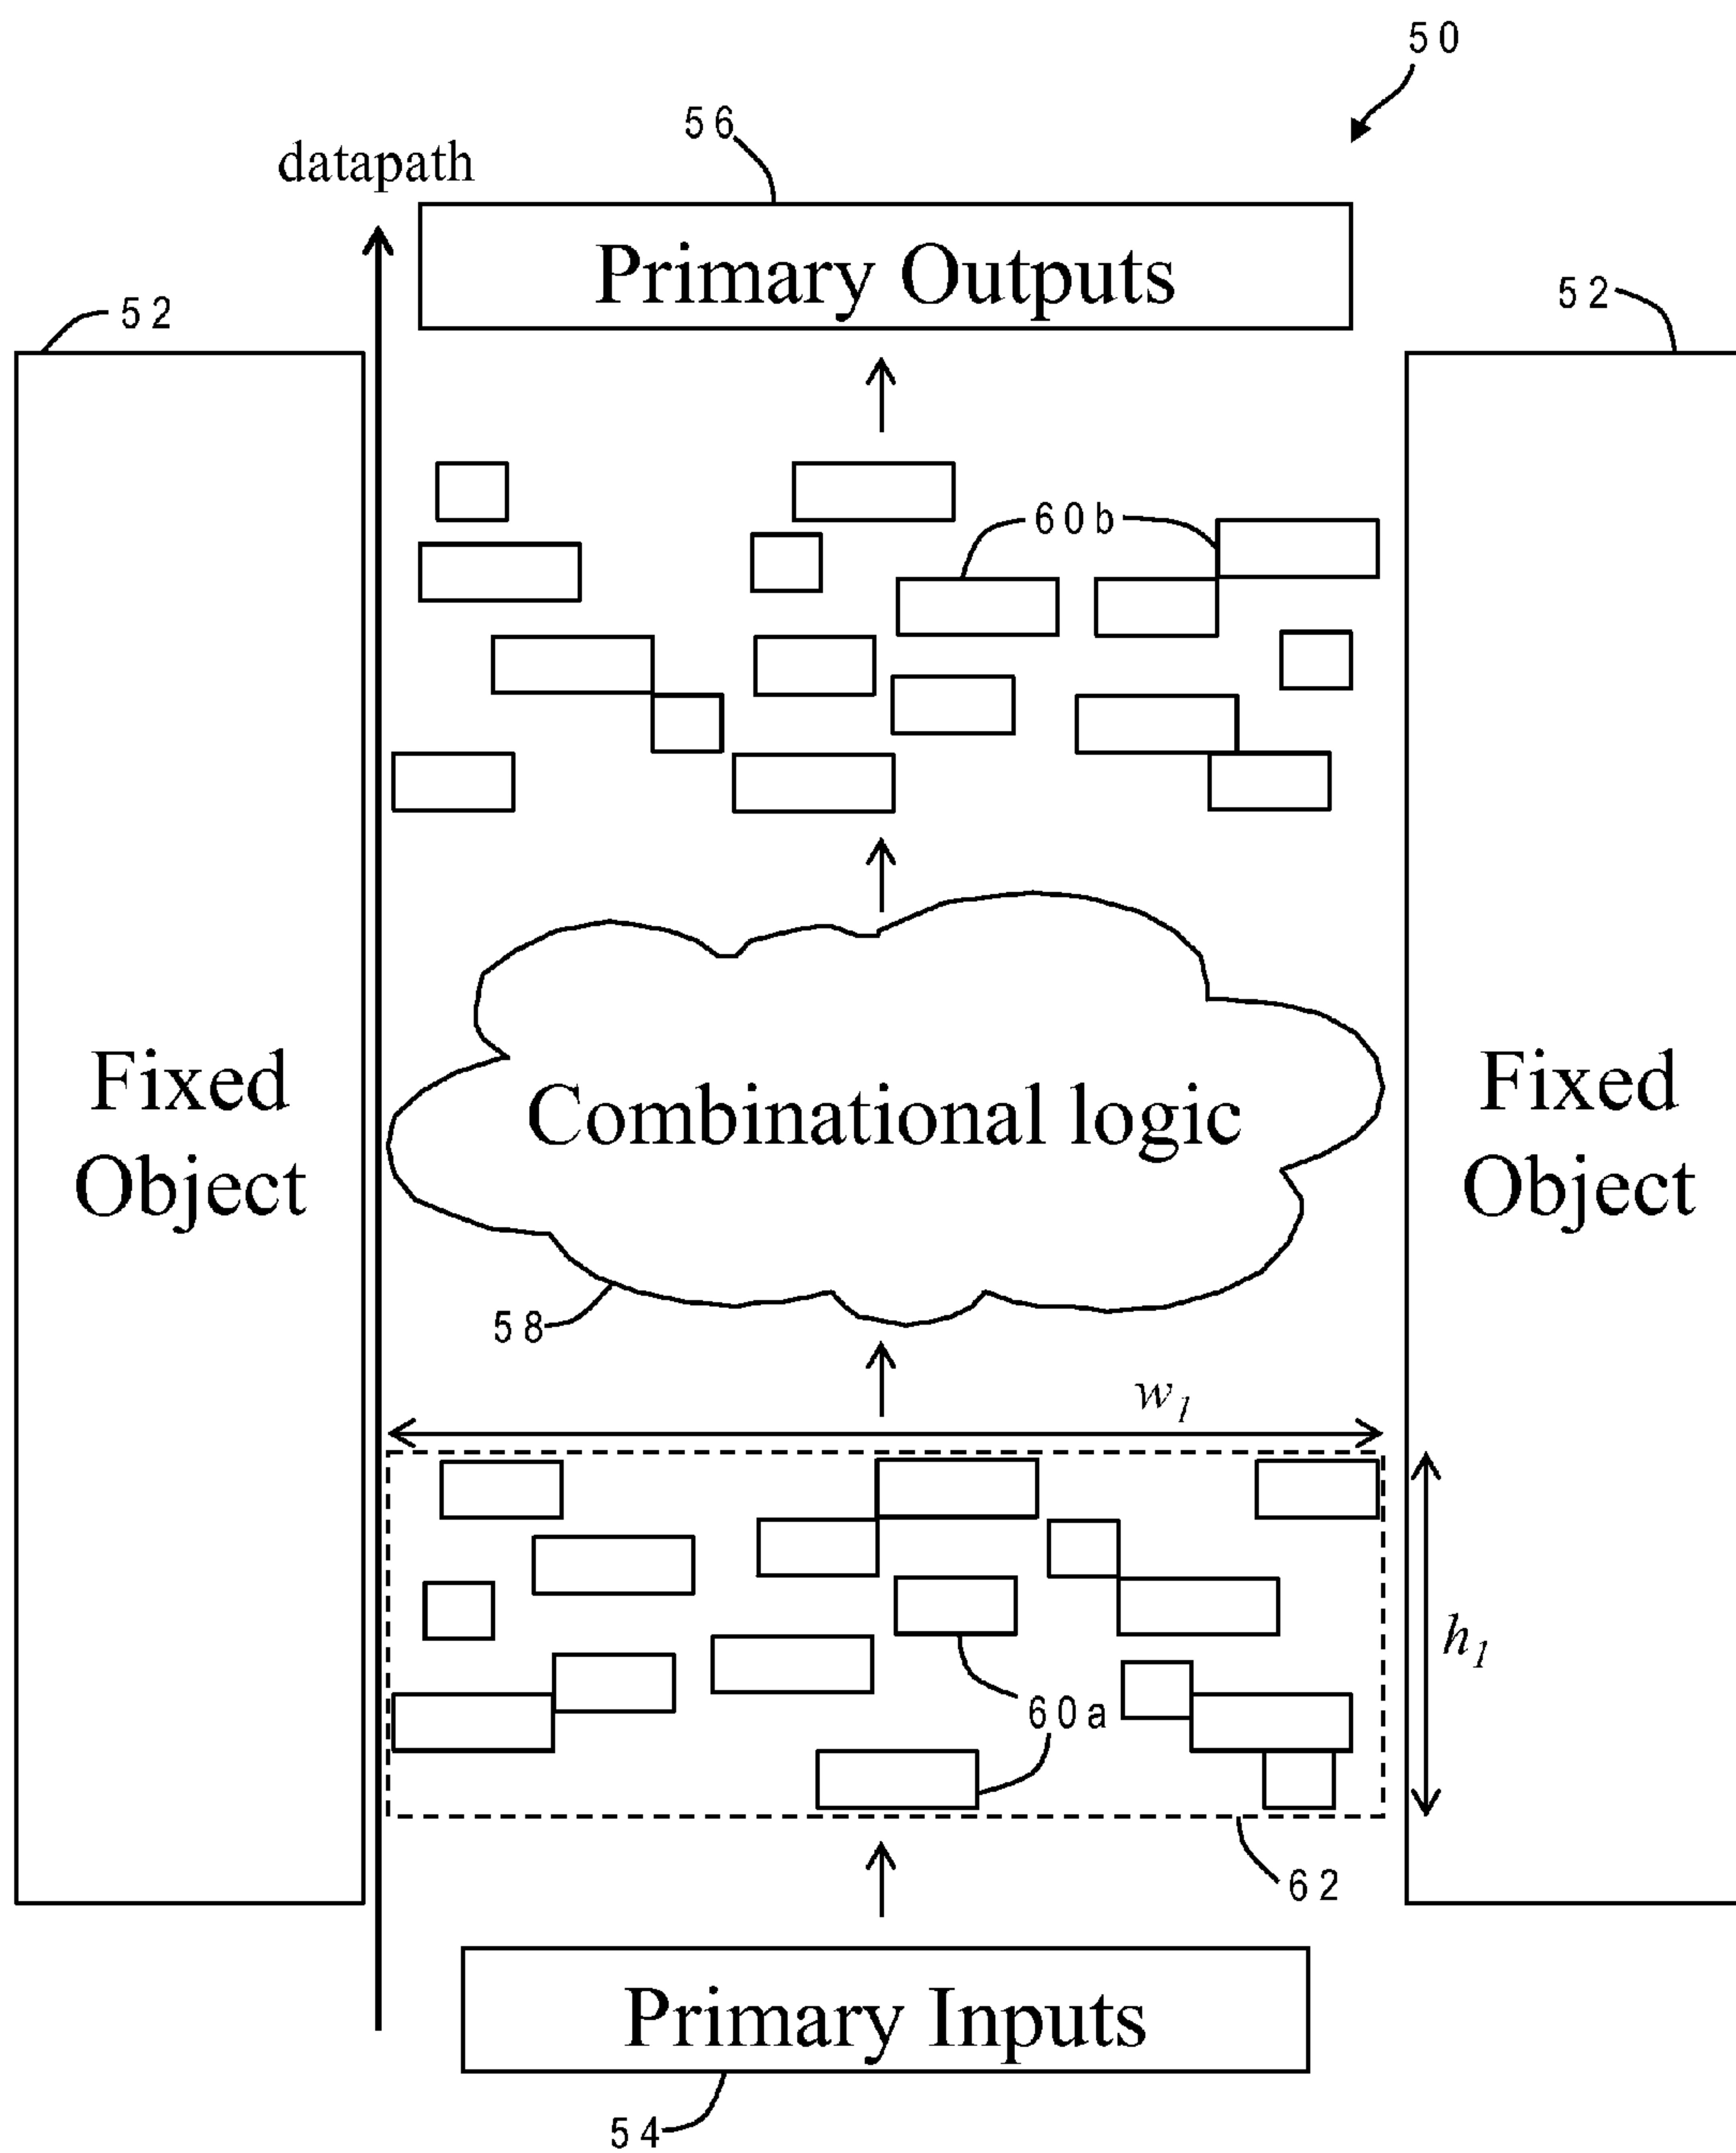 50
56
datapath
Primary Outputs
52
52
60b
Fixed
Object
Combinational logic
Fixed
Object
58
w1
h1
60a
62
Primary Inputs
54